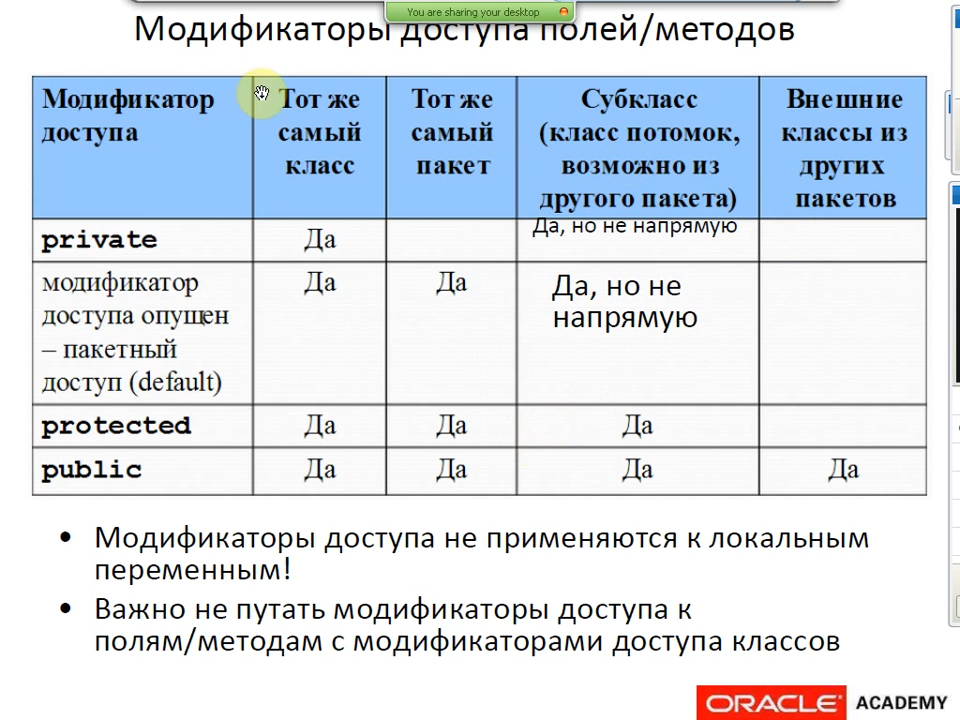 You are sharing your desktop
Модификаторы доступа полей/методов
Модификатор доступа
Тот же самый класс
Тот же самый пакет
Субкласс (класс потомок, возможно из другого пакета)
Внешние классы из других пакетов
private
Да
Да, но не напрямую
модификатор доступа опущен – пакетный доступ (default)
Да
Да
Да, но не напрямую
protected
Да
Да
Да
public
Да
Да
Да
Да
• Модификаторы доступа не применяются к локальным
переменным!
• Важно не путать модификаторы доступа к
полям/методам с модификаторами доступа классов
ORACLE ACADEMY